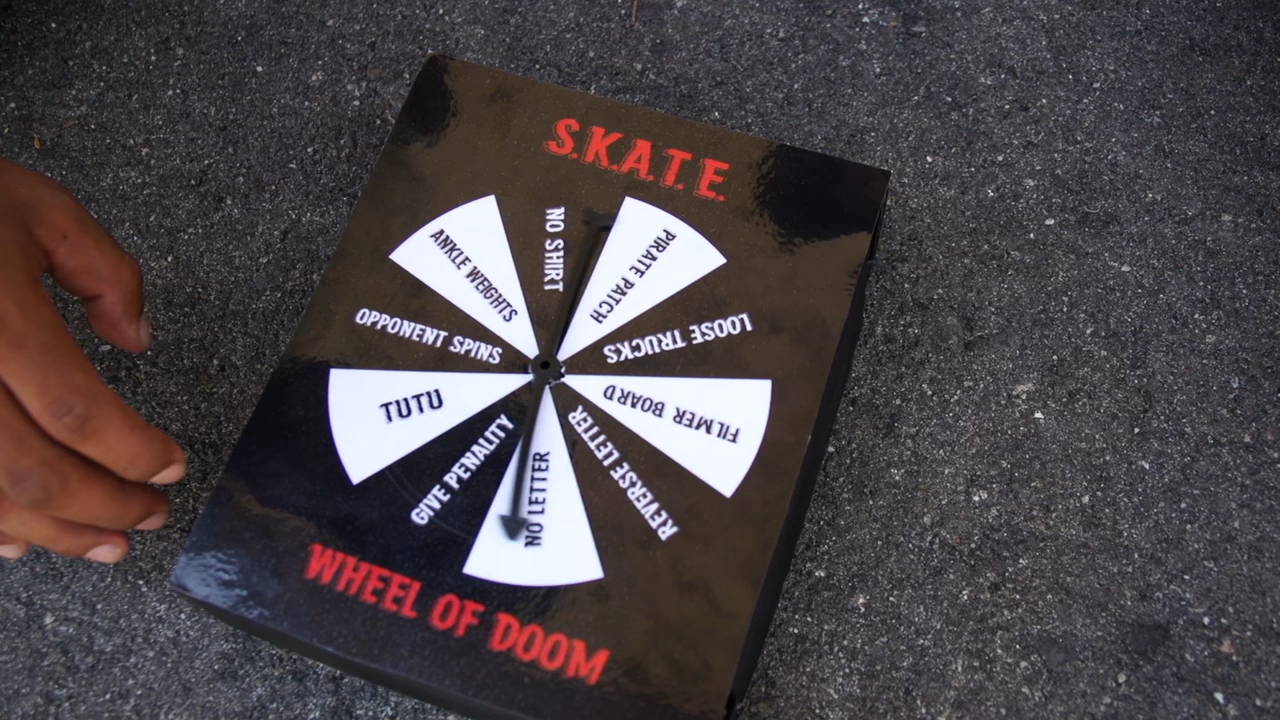 S.K.A.T.E.
NO SHIRT
PIRATE PATCH
LOOSE TRUCKS
FILMER BOARD
REVERSE LETTER
NO LETTER
GIVE PENALITY
TUTU
OPPONENT SPINS
ANKLE WEIGHTS
WHEEL OF DOOM